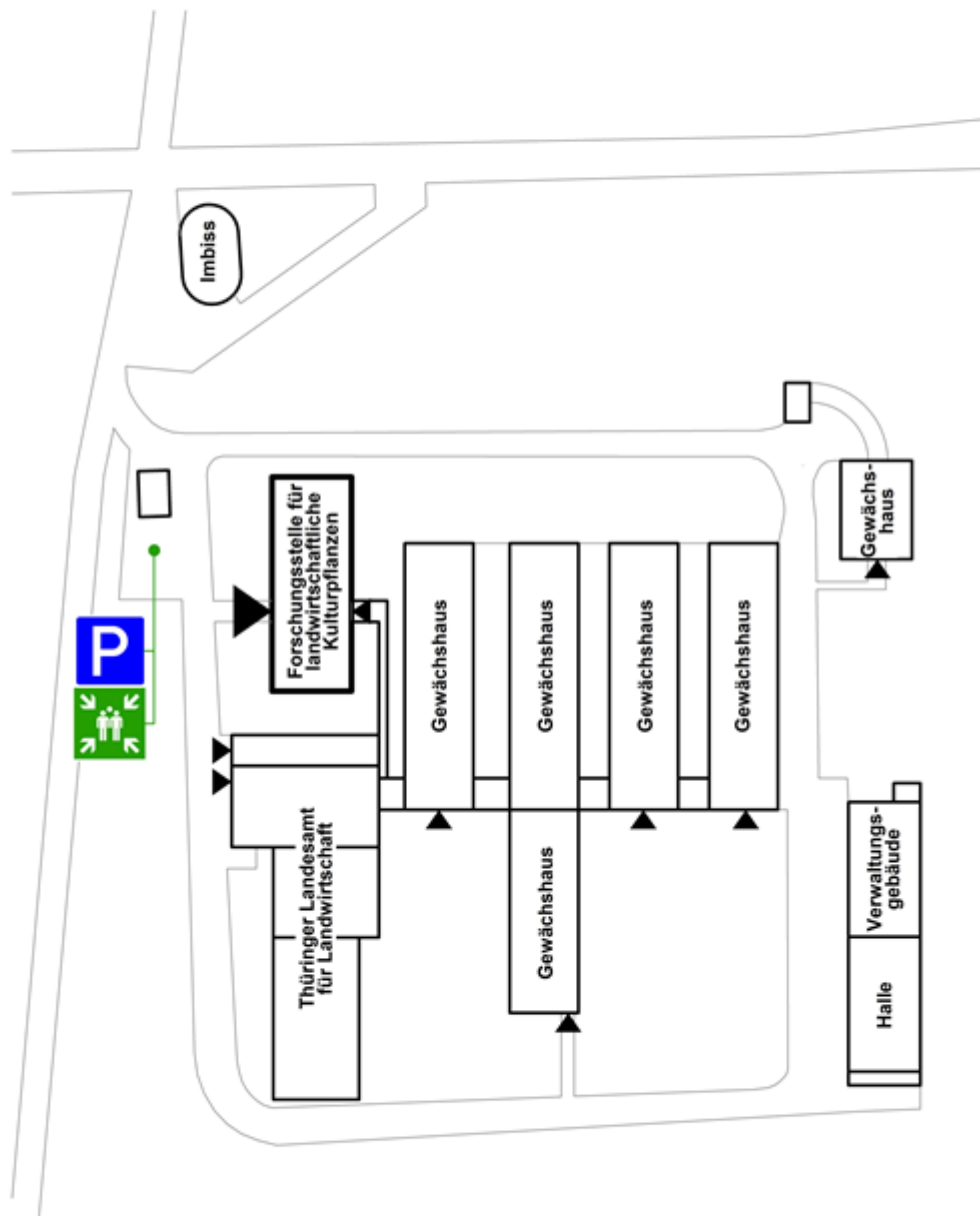 Imbiss
P
Forschungsstelle für
landwirtschaftliche
Kulturpflanzen
Gewächshaus
Gewächshaus
Gewächshaus
Gewächshaus
Gewächs-
haus
Thüringer Landesamt
für Landwirtschaft
Gewächshaus
Verwaltungs-
gebäude
Halle